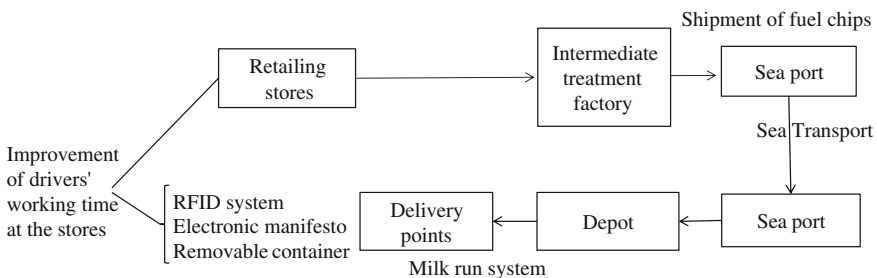 Shipment of fuel chips
Retailing
stores
Intermediate
treatment
factory
Sea port
Sea Transport
Improvement
of drivers'
working time
at the stores
RFID system
Electronic manifesto
Removable container
Delivery
points
Depot
Sea port
Milk run system